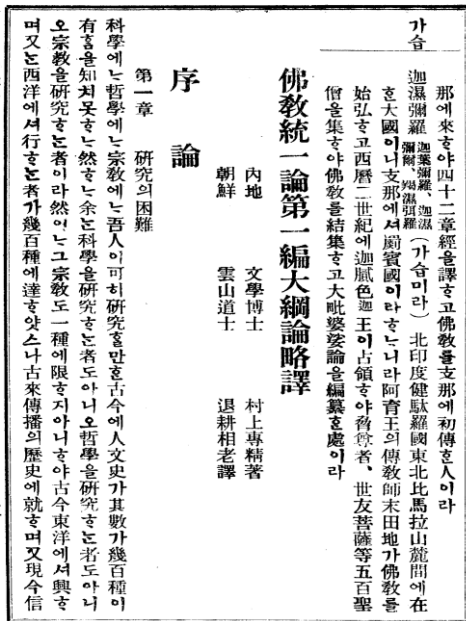 가습
那에來ᄒᆞ야四十二章經을譯ᄒᆞ고佛敎를支那에初傳ᄒᆞᆫ人이라
迦濕彌羅 迦葉彌羅、迦濕彌爾、羯濕弭羅 (가습미라) 北印度健馱羅國東北比馬拉山麓間에在
ᄒᆞᆫ大國이니支那에셔罽賓國이라ᄒᆞᄂᆞ니라阿育王의傳敎師末田地가佛敎를
始弘ᄒᆞ고西曆二世紀에迦膩色迦王이占領ᄒᆞ야脅尊者、世友菩薩等五百聖
僧을集ᄒᆞ야佛敎를結集ᄒᆞ고大毗婆娑論을編纂ᄒᆞᆫ處이라
佛敎統一論第一編大綱論略譯
內地 文學博士 村上專精著
朝鮮 雲山道士 退耕相老譯
序論
第一章 硏究의困難
科學에ᄂᆞᆫ哲學에ᄂᆞᆫ宗敎에ᄂᆞᆫ吾人이可히硏究ᄒᆞᆯ만ᄒᆞᆫ古今에人文史가其數가幾百種이
有ᄒᆞᆷ을知치못ᄒᆞᄂᆞᆫ然ᄒᆞᄂᆞ余ᄂᆞᆫ科學을硏究ᄒᆞᄂᆞᆫ者도아니오哲學을硏究ᄒᆞᄂᆞᆫ者도아니
오宗敎을硏究ᄒᆞᄂᆞᆫ者이라然이ᄂᆞ그宗敎도一種에限ᄒᆞ지아니ᄒᆞ야古今東洋에셔興ᄒᆞ
며又ᄂᆞᆫ西洋에셔行ᄒᆞᄂᆞᆫ者가幾百種에達ᄒᆞ얏스나古來傳播의歷史에就ᄒᆞ며又現今信